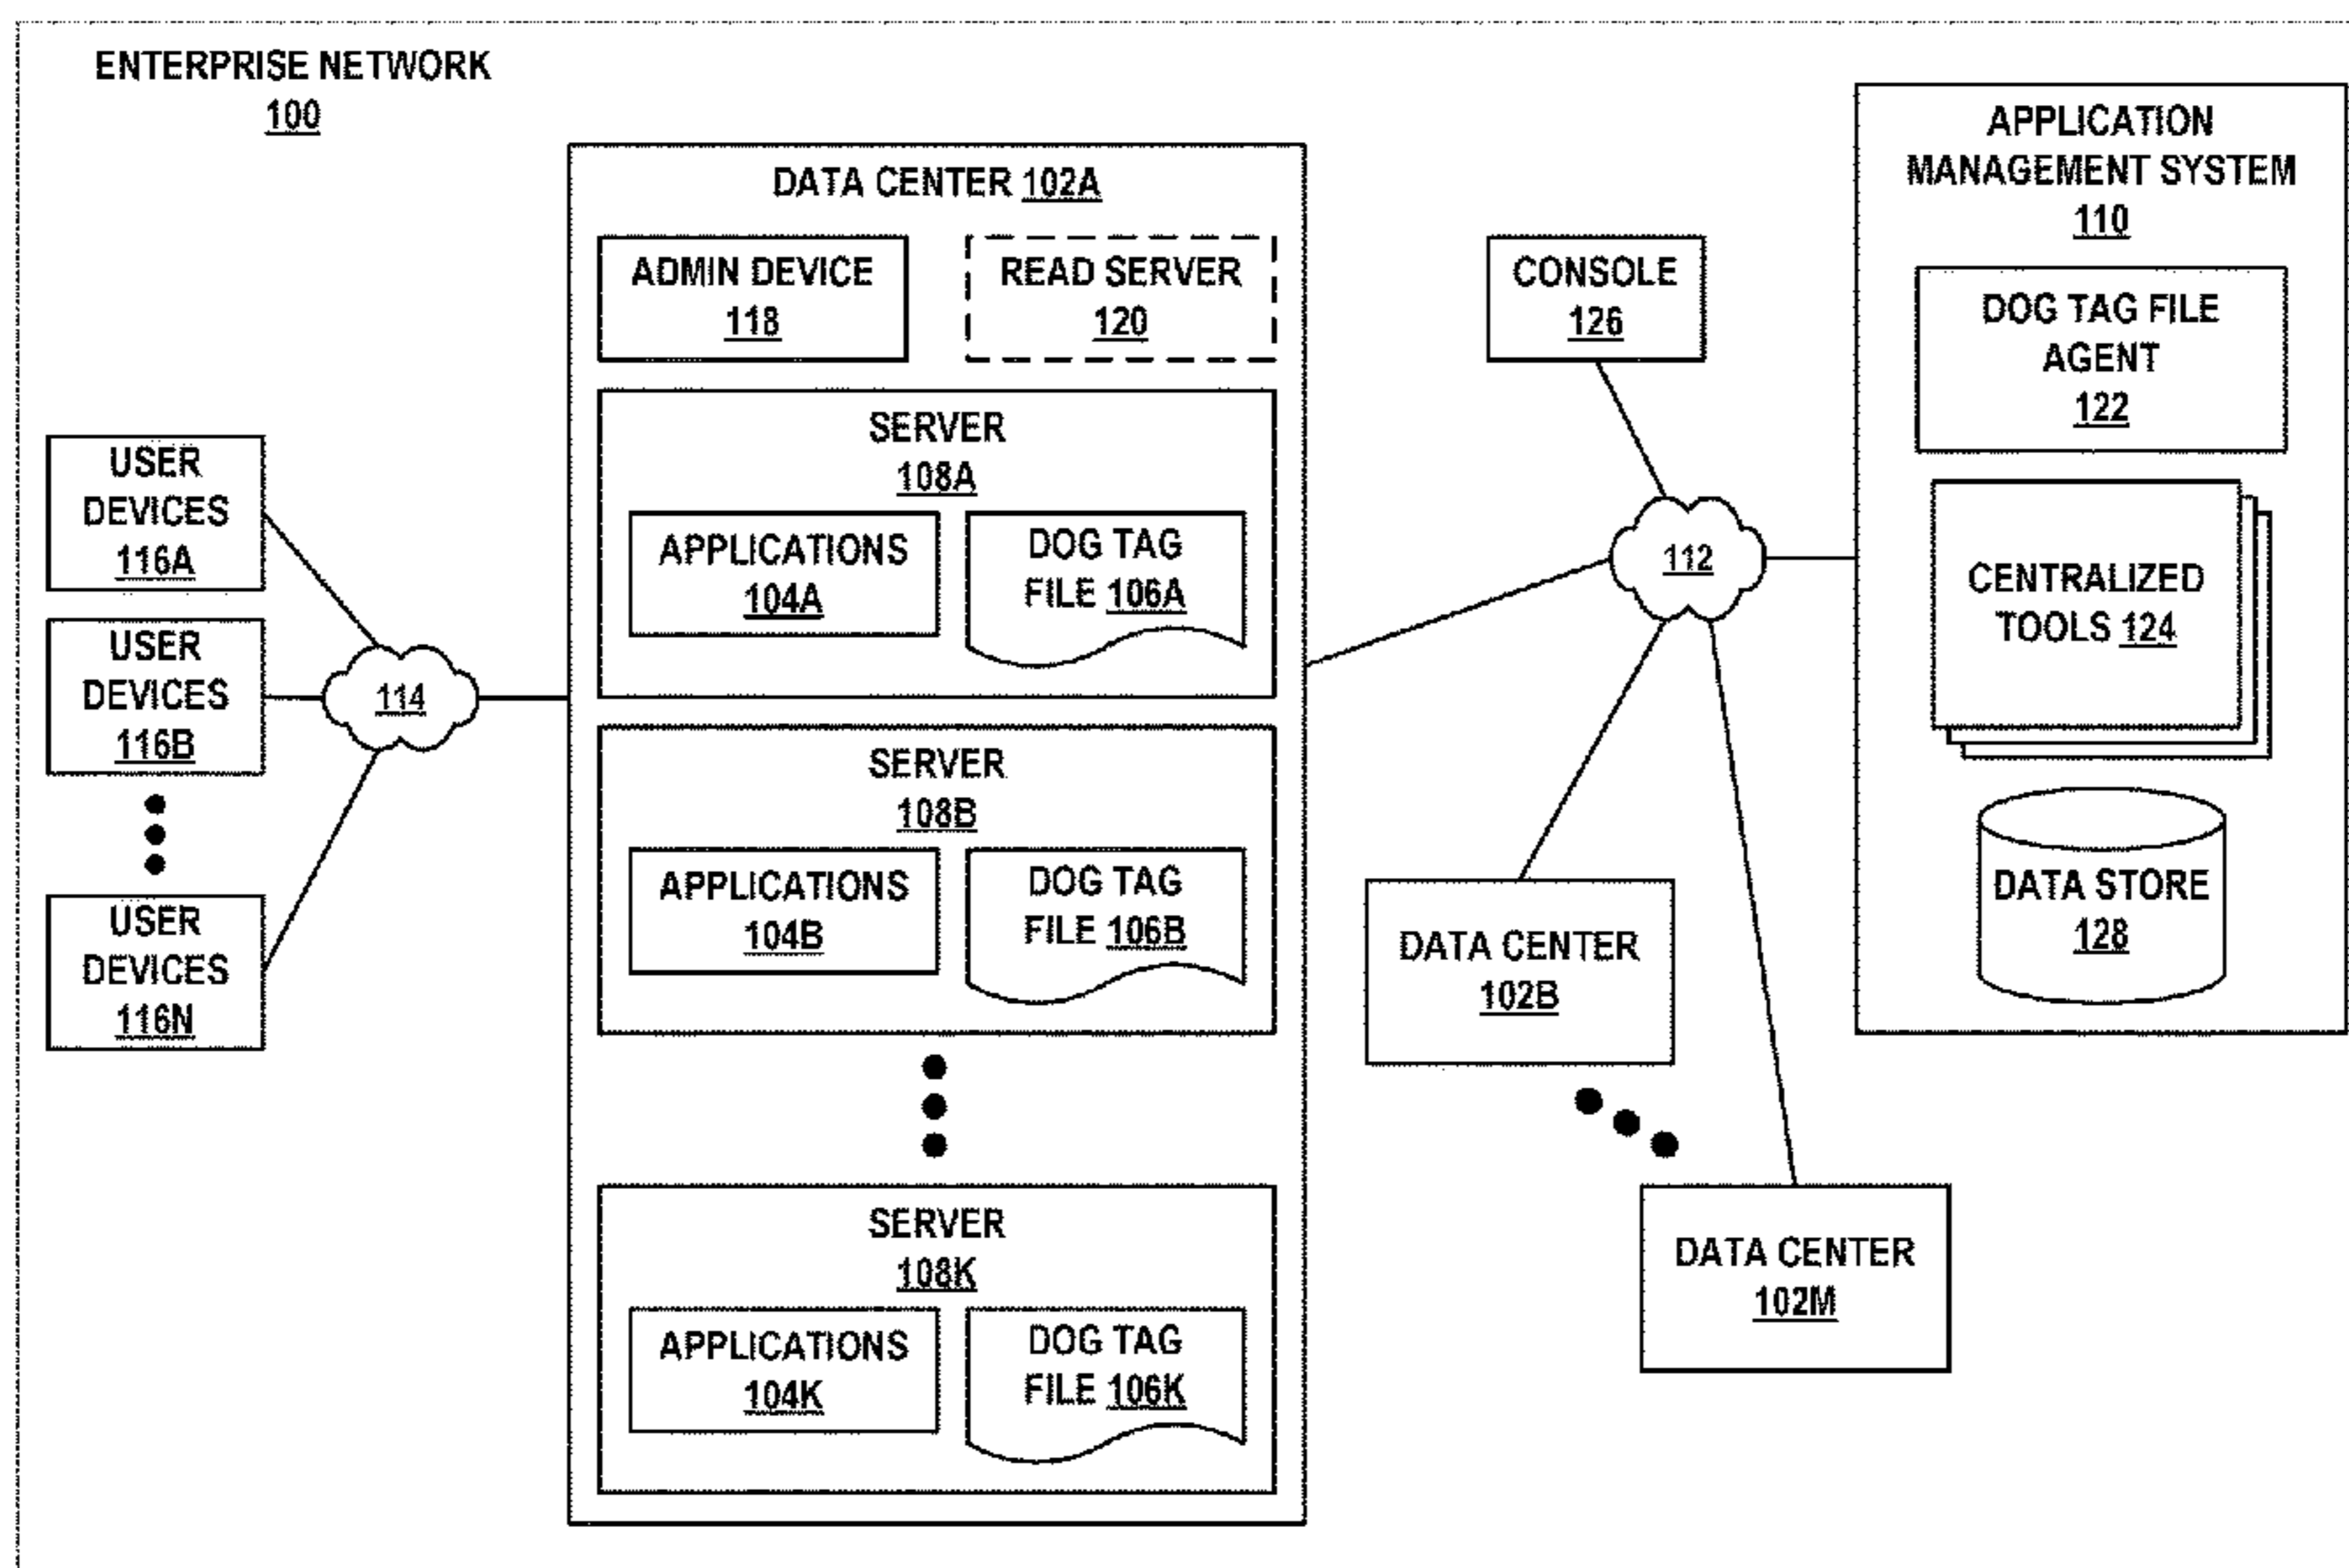 ENTERPRISE NETWORK
100
USER
DEVICES
116A
USER
DEVICES
116B
USER
DEVICES
116N
114
DATA CENTER 102A
ADMIN DEVICE
118
READ SERVER
120
SERVER
108A
APPLICATIONS
104A
DOG TAG
FILE 106A
SERVER
108B
APPLICATIONS
104B
DOG TAG
FILE 106B
SERVER
108K
APPLICATIONS
104K
DOG TAG
FILE 106K
CONSOLE
126
112
DATA CENTER
102B
DATA CENTER
102M
APPLICATION
MANAGEMENT SYSTEM
110
DOG TAG FILE
AGENT
122
CENTRALIZED
TOOLS 124
DATA STORE
128